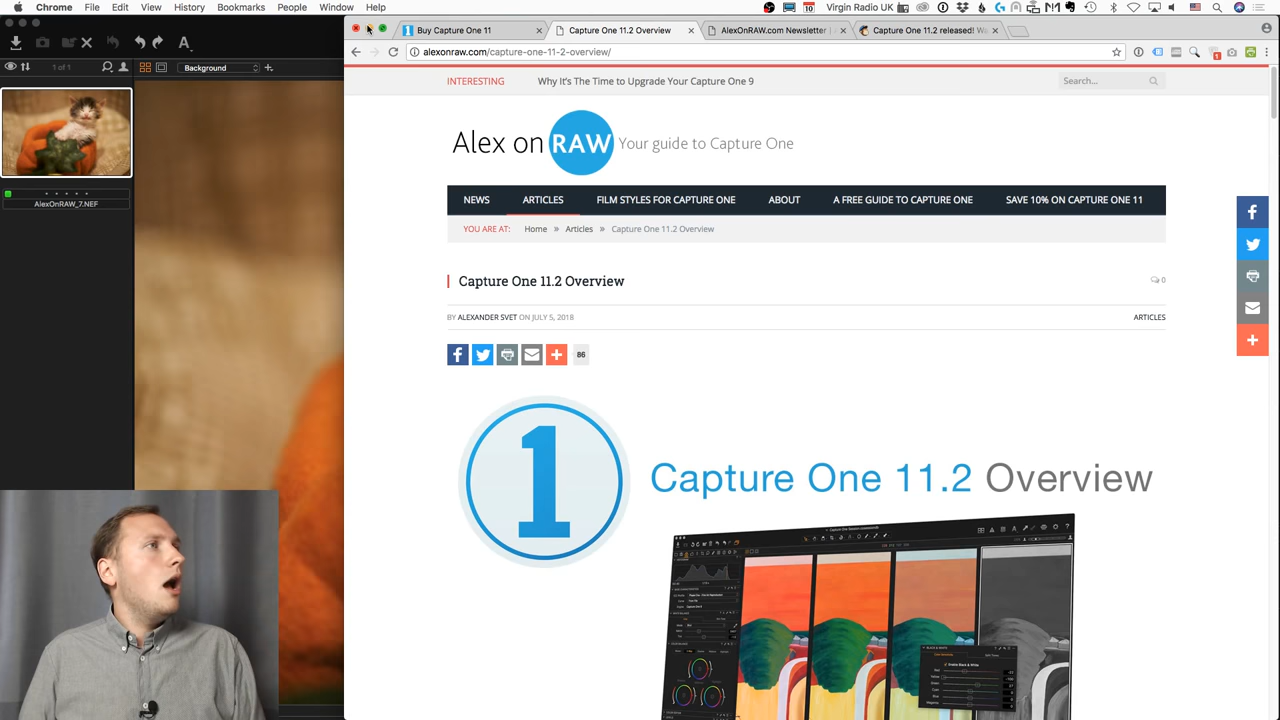 Chrome File Edit View History Bookmarks People Window Help Virgin Radio UK
Buy Capture One 11
Capture One 11.2 Overview
AlexOnRAW.com Newsletter |
Capture One 11.2 released!
alexonraw.com/capture-one-11-2-overview/
1 of 1
Background
AlexOnRAW_7.NEF
INTERESTING Why It's The Time to Upgrade Your Capture One 9
Search...
Alex on RAW Your guide to Capture One
NEWS ARTICLES FILM STYLES FOR CAPTURE ONE ABOUT A FREE GUIDE TO CAPTURE ONE SAVE 10% ON CAPTURE ONE 11
YOU ARE AT: Home » Articles » Capture One 11.2 Overview
Capture One 11.2 Overview
0
BY ALEXANDER SVET ON JULY 5, 2018
ARTICLES
86
1
Capture One 11.2 Overview